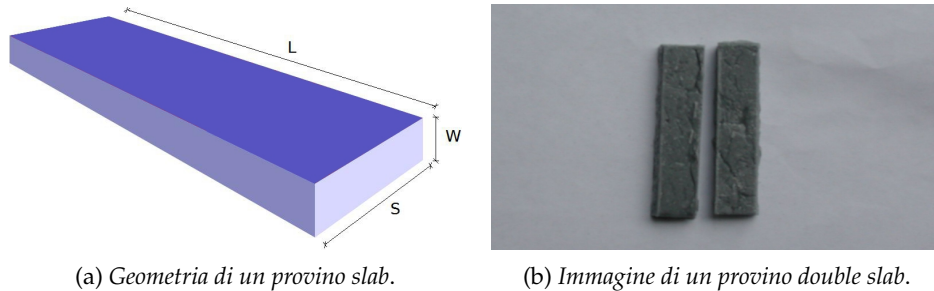 L
W
S
(a) Geometria di un provino slab.
(b) Immagine di un provino double slab.